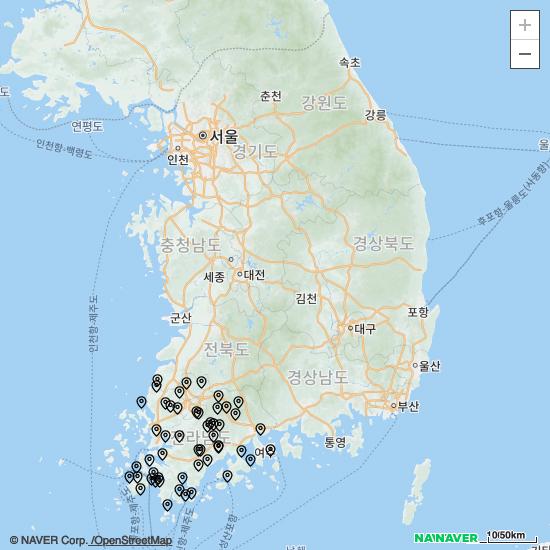 속초
춘천
강원도
강릉
도
연평도
서울
울
경기도
인천
인천항-백령도
후포항-울릉도(사동항)
충청남도
경상북도
세종
대전
김천
인천항-제주도
군산
포항
대구
전북도
울산
경상남도
부산
전라남도
통영
여수
© NAVER Corp. /OpenStreetMap
NAVER
10/50km